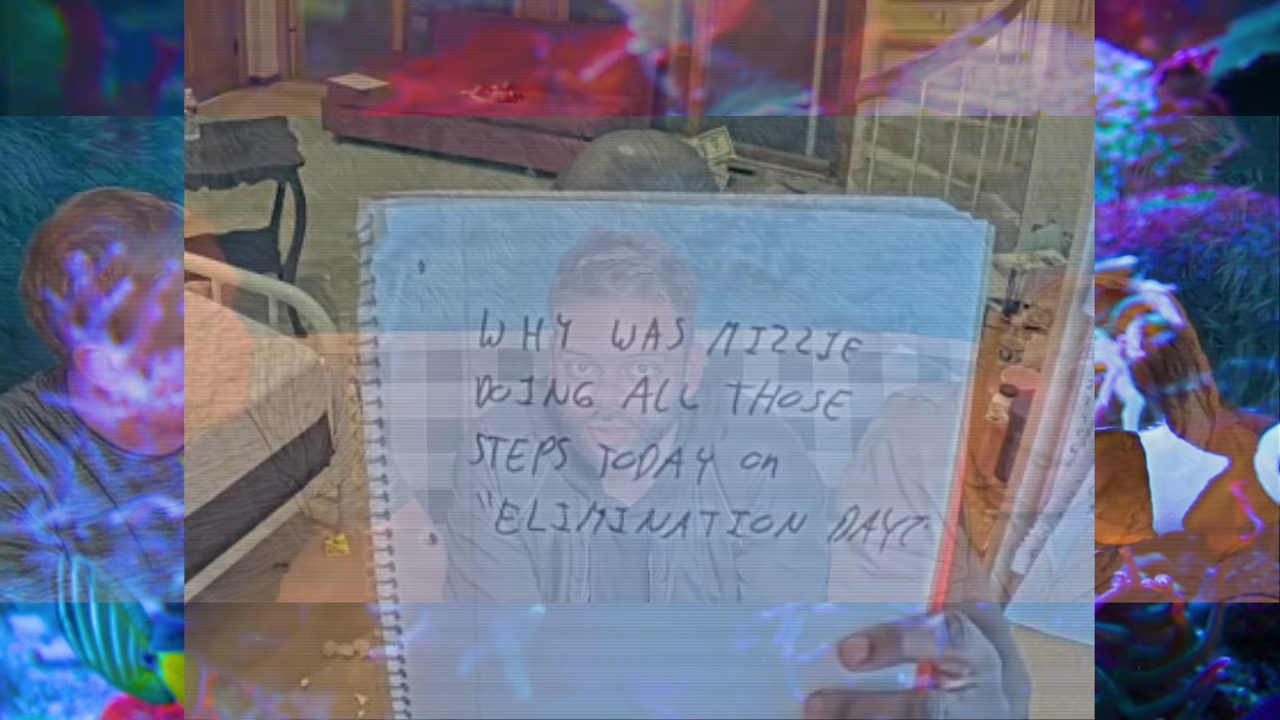 WHY WAS MIZZIE
DOING ALL THOSE
STEPS TODAY ON
"ELIMINATION DAY?